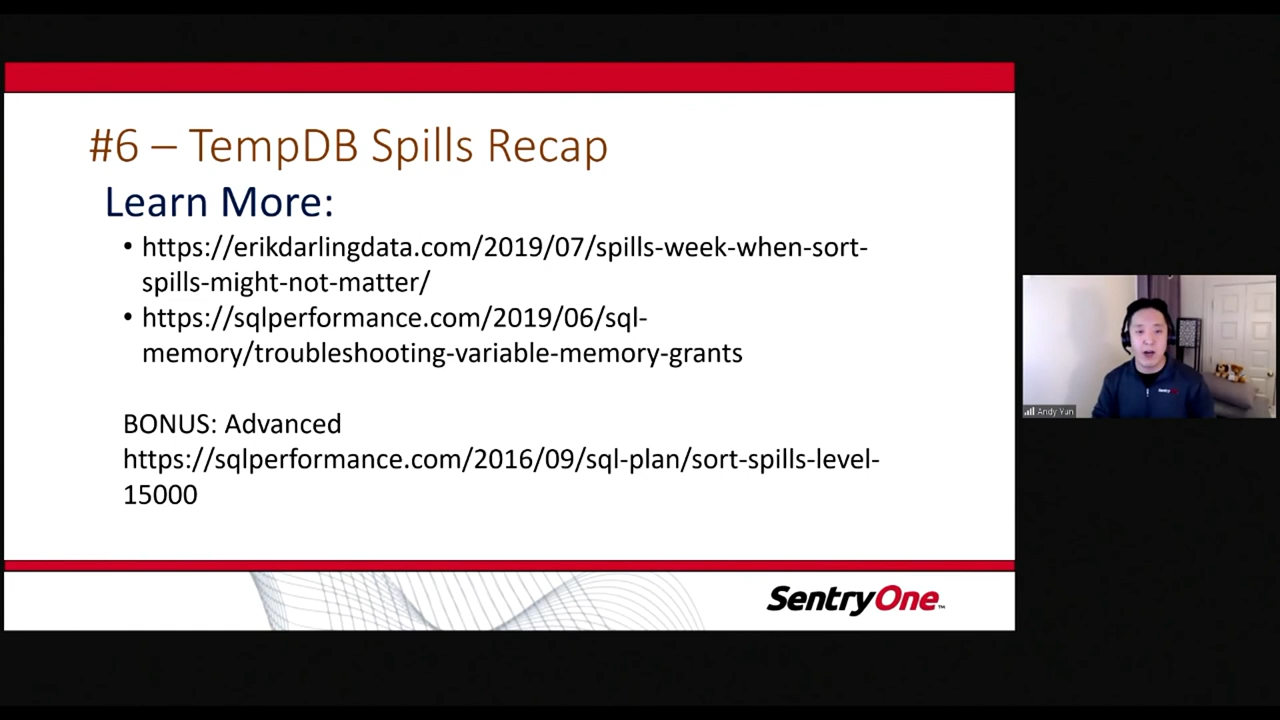 #6 – TempDB Spills Recap
Learn More:
• https://erikdarlingdata.com/2019/07/spills-week-when-sort-
spills-might-not-matter/
• https://sqlperformance.com/2019/06/sql-
memory/troubleshooting-variable-memory-grants
BONUS: Advanced
https://sqlperformance.com/2016/09/sql-plan/sort-spills-level-
15000
SentryOne™
Andy Yun
Sentry